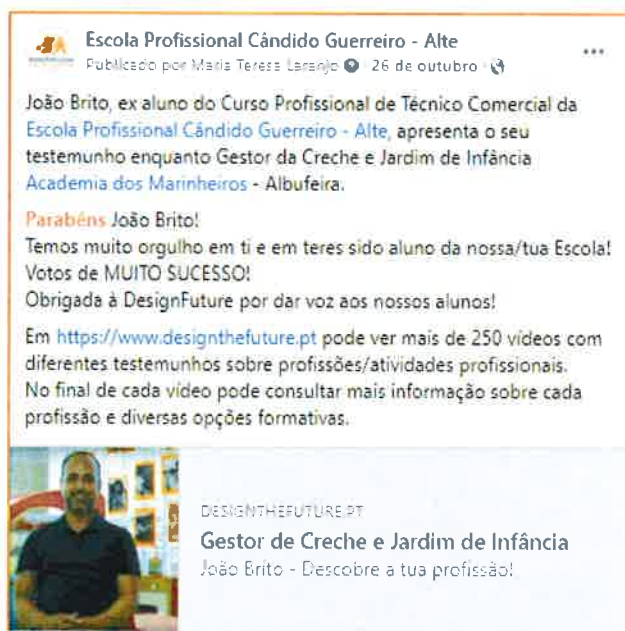 Escola Profissional Cândido Guerreiro - Alte
Publicado por Maria Teresa Laranjo · 26 de outubro ·
João Brito, ex aluno do Curso Profissional de Técnico Comercial da
Escola Profissional Cândido Guerreiro - Alte, apresenta o seu
testemunho enquanto Gestor da Creche e Jardim de Infância
Academia dos Marinheiros - Albufeira.
Parabéns João Brito!
Temos muito orgulho em ti e em teres sido aluno da nossa/tua Escola!
Votos de MUITO SUCESSO!
Obrigada à DesignFuture por dar voz aos nossos alunos!
Em https://www.designthefuture.pt pode ver mais de 250 vídeos com
diferentes testemunhos sobre profissões/atividades profissionais.
No final de cada vídeo pode consultar mais informação sobre cada
profissão e diversas opções formativas.
DESIGNTHEFUTURE.PT
Gestor de Creche e Jardim de Infância
João Brito - Descobre a tua profissão!